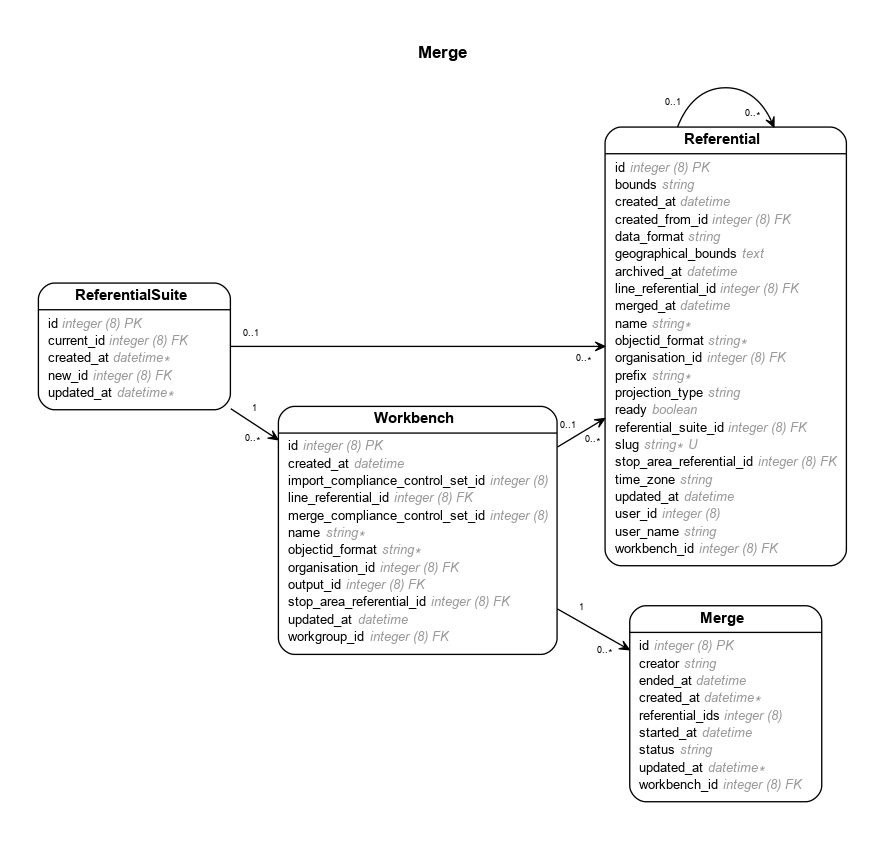 Merge
0..1
0..*
Referential
id integer (8) PK
bounds string
created_at datetime
created_from_id integer (8) FK
data_format string
geographical_bounds text
archived_at datetime
line_referential_id integer (8) FK
merged_at datetime
name string*
objectid_format string*
organisation_id integer (8) FK
prefix string*
projection_type string
ready boolean
referential_suite_id integer (8) FK
slug string* U
stop_area_referential_id integer (8) FK
time_zone string
updated_at datetime
user_id integer (8)
user_name string
workbench_id integer (8) FK
ReferentialSuite
id integer (8) PK
current_id integer (8) FK
created_at datetime*
new_id integer (8) FK
updated_at datetime*
0..1
0..*
1
0..*
Workbench
id integer (8) PK
created_at datetime
import_compliance_control_set_id integer (8)
line_referential_id integer (8) FK
merge_compliance_control_set_id integer (8)
name string*
objectid_format string*
organisation_id integer (8) FK
output_id integer (8) FK
stop_area_referential_id integer (8) FK
updated_at datetime
workgroup_id integer (8) FK
0..1
0..*
1
0..*
Merge
id integer (8) PK
creator string
ended_at datetime
created_at datetime*
referential_ids integer (8)
started_at datetime
status string
updated_at datetime*
workbench_id integer (8) FK